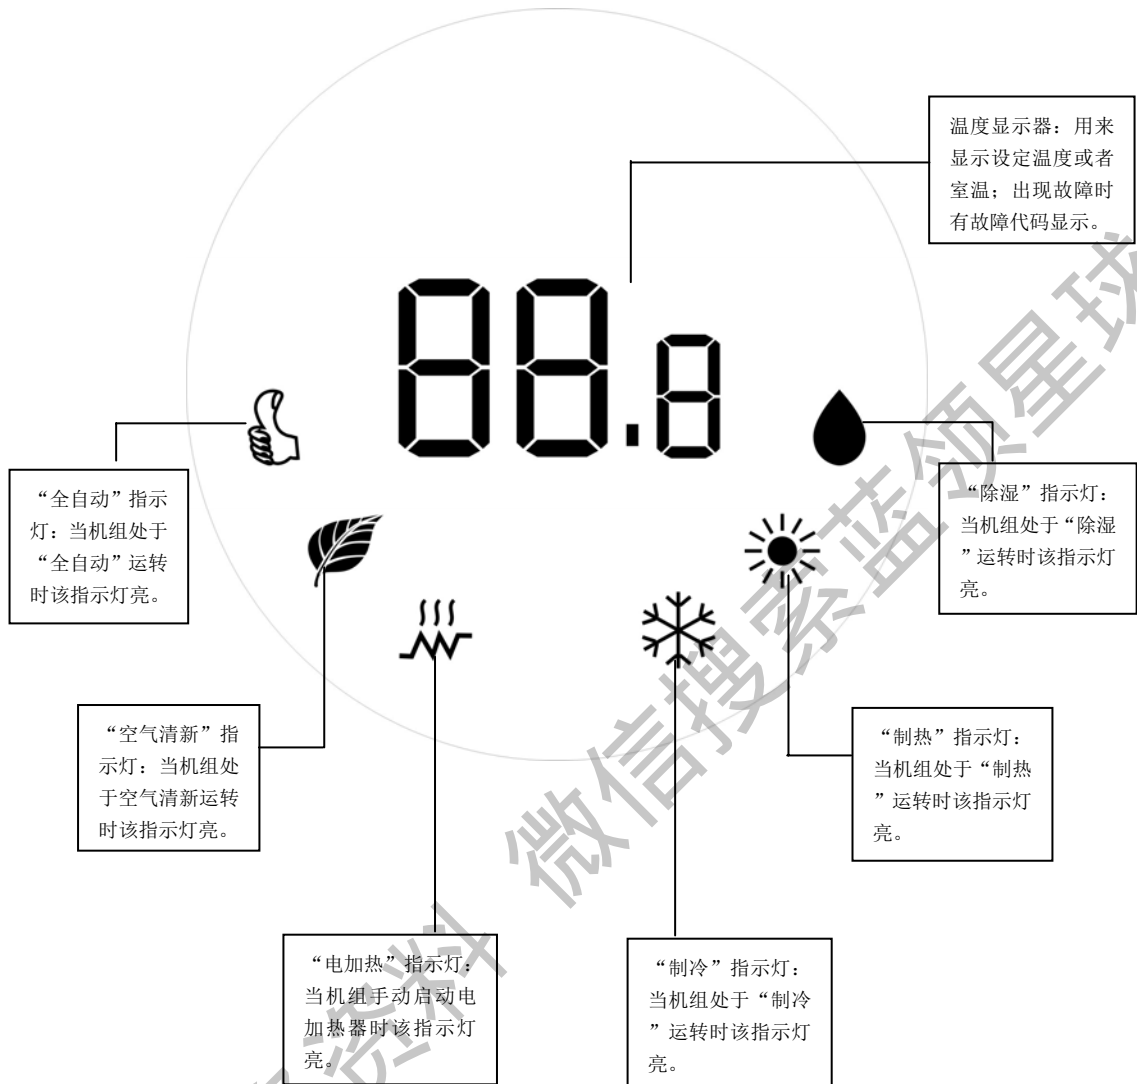 温度显示器：用来
显示设定温度或者
室温；出现故障时
有故障代码显示。
88.8
“全自动”指示
灯：当机组处于
“全自动”运转
时该指示灯亮。
“除湿”指示灯：
当机组处于“除湿
”运转时该指示灯
亮。
“空气清新”指
示灯：当机组处
于空气清新运转
时该指示灯亮。
“制热”指示灯：
当机组处于“制热
”运转时该指示灯
亮。
“电加热”指示灯：
当机组手动启动电
加热器时该指示灯
亮。
“制冷”指示灯：
当机组处于“制冷
”运转时该指示灯
亮。
资料 微信搜索蓝领星球